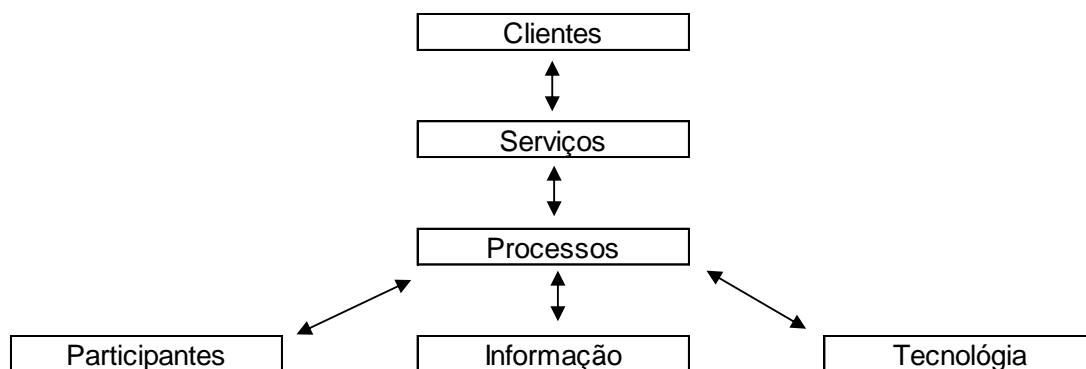 Clientes
Serviços
Processos
Participantes
Informação
Tecnológia